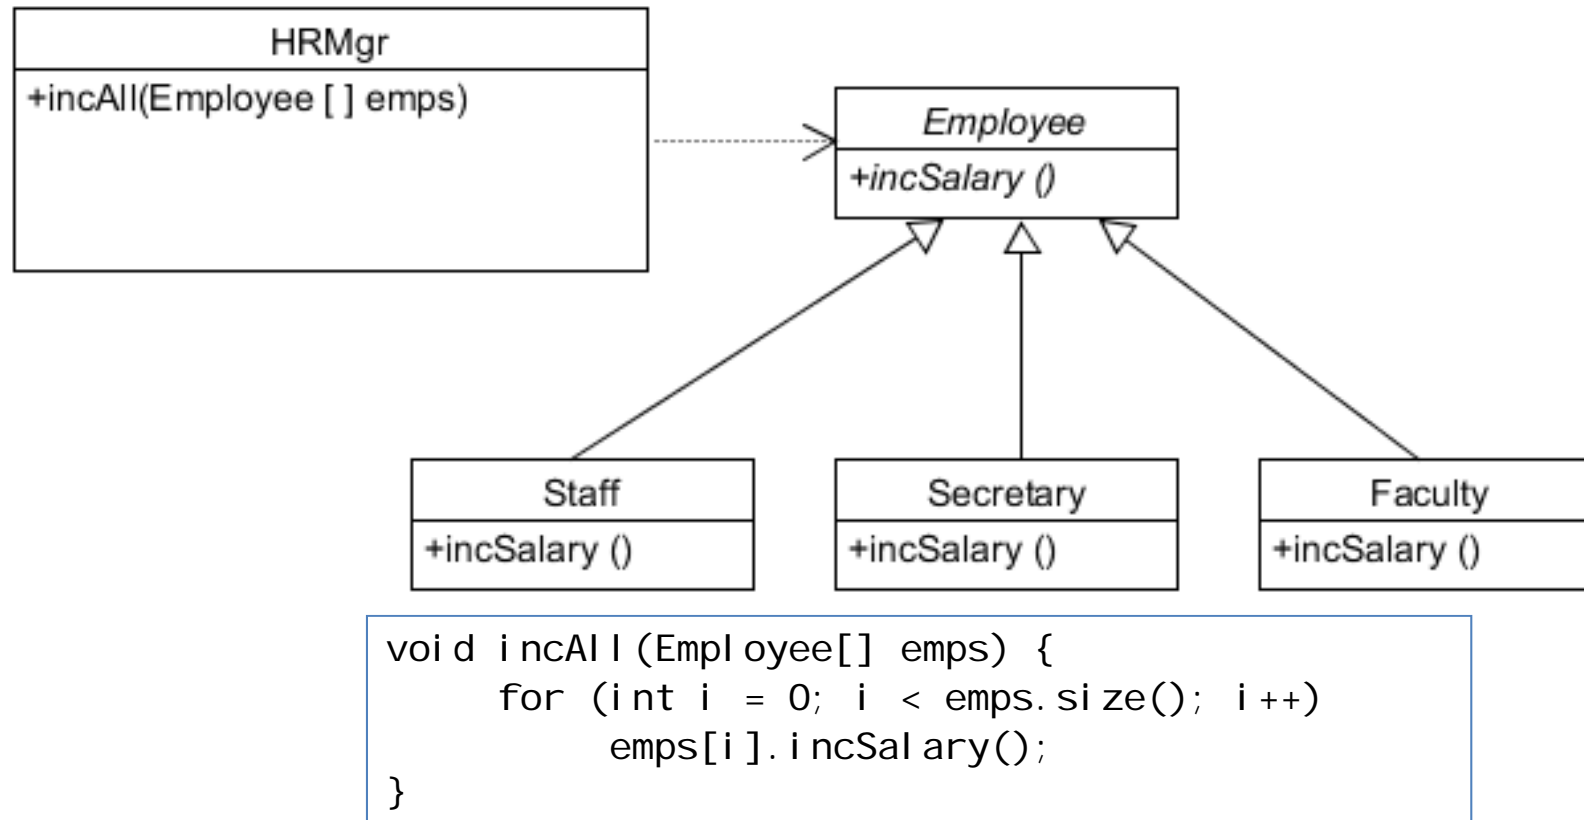 HRMgr
+incAll(Employee [ ] emps)
Employee
+incSalary ()
Staff
+incSalary ()
Secretary
+incSalary ()
Faculty
+incSalary ()
void incAll(Employee[] emps) {
for (int i = 0; i < emps.size(); i++)
emps[i].incSalary();
}